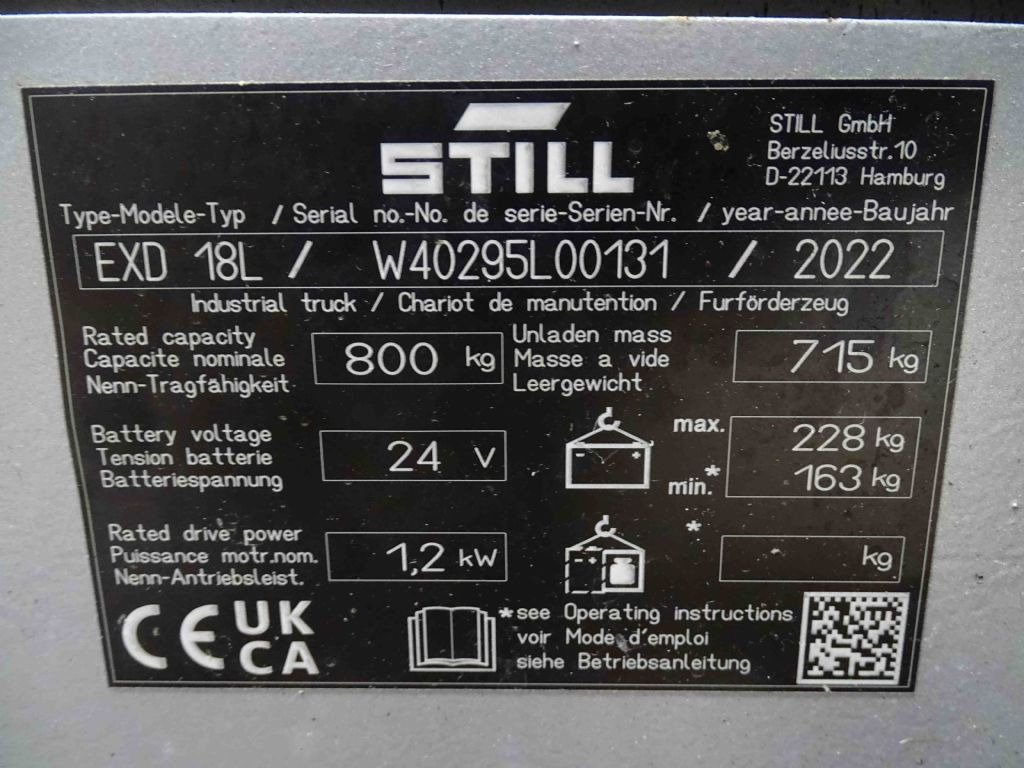 STILL
STILL GmbH
Berzeliusstr.10
D-22113 Hamburg
Type-Modele-Typ / Serial no.-No. de serie-Serien-Nr. / year-annee-Baujahr
EXD 18L / W40295L00131 / 2022
Industrial truck / Chariot de manutention / Furförderzeug
Rated capacity
Capacite nominale
Nenn-Tragfähigkeit
800 kg
Unladen mass
Masse a vide
Leergewicht
715 kg
Battery voltage
Tension batterie
Batteriespannung
24 V
max. 228 kg
min.* 163 kg
Rated drive power
Puissance motr.nom.
Nenn-Antriebsleist.
1,2 kW
* kg
CE UK
CA
*see Operating instructions
voir Mode d'emploi
siehe Betriebsanleitung